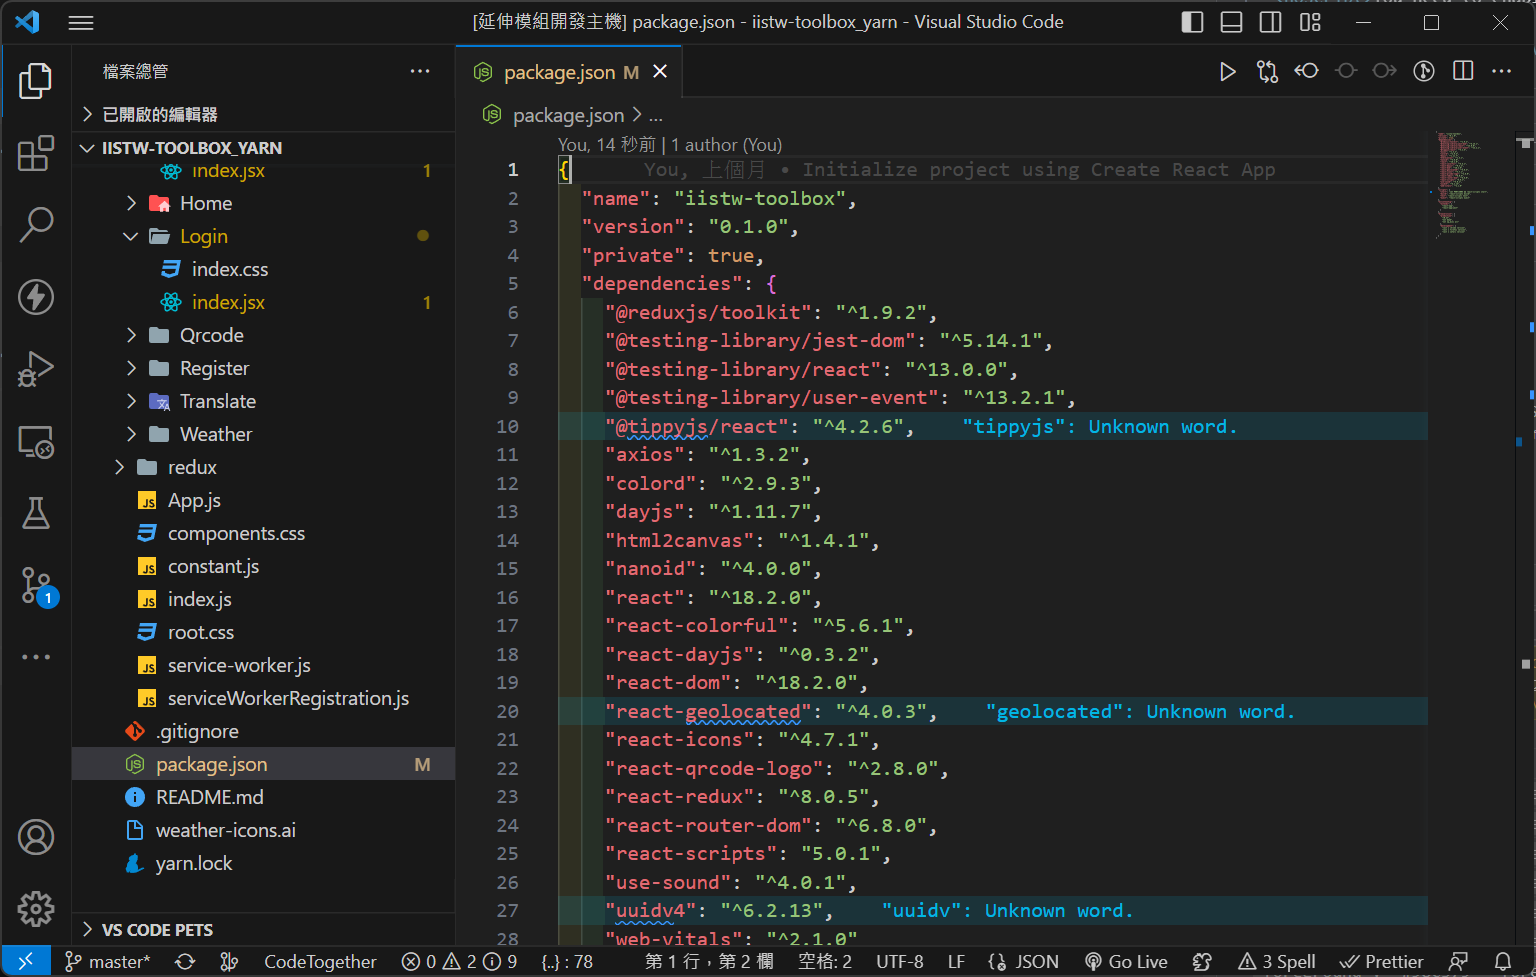 [延伸模組開發主機] package.json - iistw-toolbox_yarn - Visual Studio Code
檔案總管
已開啟的編輯器
IISTW-TOOLBOX_YARN
index.jsx 1
Home
Login
index.css
index.jsx 1
Qrcode
Register
Translate
Weather
redux
App.js
components.css
constant.js
index.js
root.css
service-worker.js
serviceWorkerRegistration.js
.gitignore
package.json M
README.md
weather-icons.ai
yarn.lock
VS CODE PETS
1
package.json M
package.json > ...
You, 14 秒前 | 1 author (You)
1 { You, 上個月 • Initialize project using Create React App
2 "name": "iistw-toolbox",
3 "version": "0.1.0",
4 "private": true,
5 "dependencies": {
6 "@reduxjs/toolkit": "^1.9.2",
7 "@testing-library/jest-dom": "^5.14.1",
8 "@testing-library/react": "^13.0.0",
9 "@testing-library/user-event": "^13.2.1",
10 "@tippyjs/react": "^4.2.6", "tippyjs": Unknown word.
11 "axios": "^1.3.2",
12 "colord": "^2.9.3",
13 "dayjs": "^1.11.7",
14 "html2canvas": "^1.4.1",
15 "nanoid": "^4.0.0",
16 "react": "^18.2.0",
17 "react-colorful": "^5.6.1",
18 "react-dayjs": "^0.3.2",
19 "react-dom": "^18.2.0",
20 "react-geolocated": "^4.0.3", "geolocated": Unknown word.
21 "react-icons": "^4.7.1",
22 "react-qrcode-logo": "^2.8.0",
23 "react-redux": "^8.0.5",
24 "react-router-dom": "^6.8.0",
25 "react-scripts": "5.0.1",
26 "use-sound": "^4.0.1",
27 "uuidv4": "^6.2.13", "uuidv": Unknown word.
28 "web-vitals": "^2.1.0"
master* CodeTogether 0 2 9 {..} : 78 第 1 行，第 2 欄 空格: 2 UTF-8 LF JSON Go Live 3 Spell Prettier